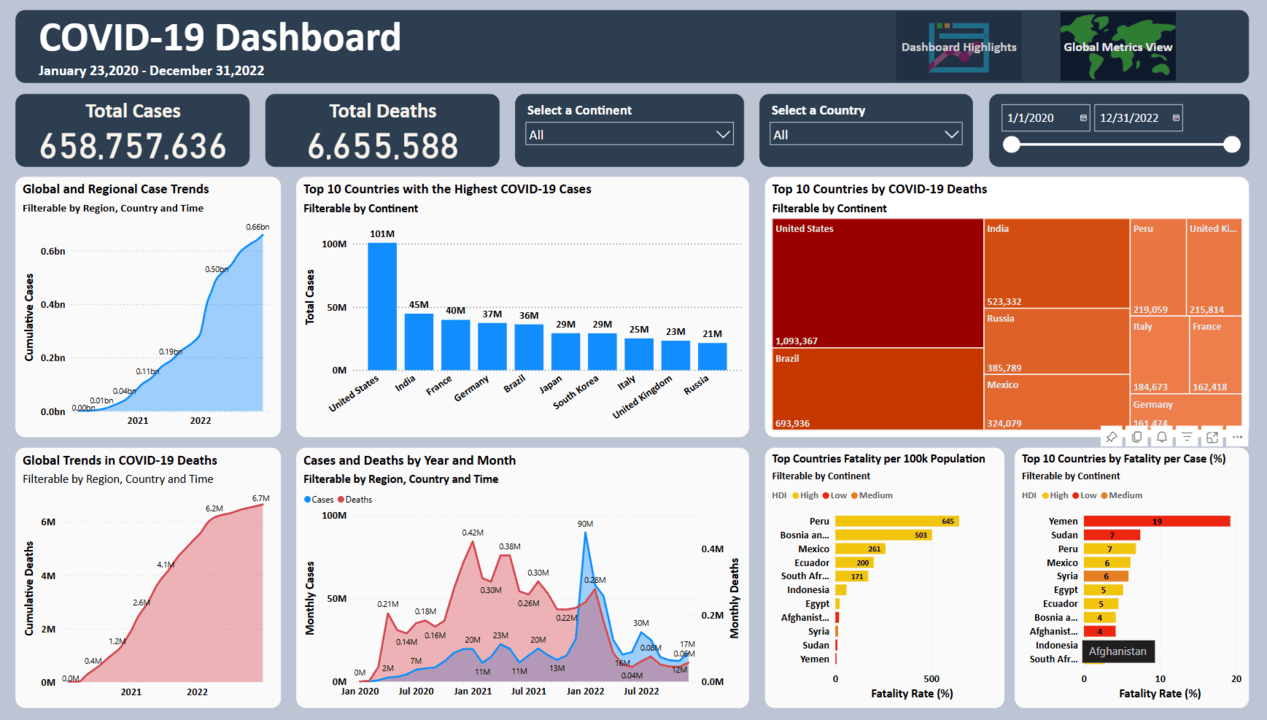 COVID-19 Dashboard
January 23,2020 - December 31,2022
Dashboard Highlights
Global Metrics View
Total Cases
658,757,636
Total Deaths
6,655,588
Select a Continent
All
Select a Country
All
1/1/2020
12/31/2022
Global and Regional Case Trends
Filterable by Region, Country and Time
Cumulative Cases
0.6bn
0.4bn
0.2bn
0.0bn
0.00bn
0.01bn
0.04bn
0.11bn
0.19bn
0.50bn
0.66bn
2021
2022
Top 10 Countries with the Highest COVID-19 Cases
Filterable by Continent
Total Cases
100M
50M
0M
101M
45M
40M
37M
36M
29M
29M
25M
23M
21M
United States
India
France
Germany
Brazil
Japan
South Korea
Italy
United Kingdom
Russia
Top 10 Countries by COVID-19 Deaths
Filterable by Continent
United States
1,093,367
Brazil
693,936
India
523,332
Russia
385,789
Mexico
324,079
Peru
219,059
United Ki...
215,814
Italy
184,673
France
162,418
Germany
161,474
Global Trends in COVID-19 Deaths
Filterable by Region, Country and Time
Cumulative Deaths
6M
4M
2M
0M
0.0M
0.4M
1.2M
2.6M
4.1M
6.2M
6.7M
2021
2022
Cases and Deaths by Year and Month
Filterable by Region, Country and Time
Cases
Deaths
Monthly Cases
100M
50M
0M
0M
2M
7M
20M
11M
23M
11M
20M
13M
90M
16M
30M
12M
17M
0.21M
0.14M
0.18M
0.16M
0.42M
0.30M
0.38M
0.26M
0.30M
0.22M
0.28M
0.04M
0.08M
0.06M
Monthly Deaths
0.4M
0.2M
0.0M
Jan 2020
Jul 2020
Jan 2021
Jul 2021
Jan 2022
Jul 2022
Top Countries Fatality per 100k Population
Filterable by Continent
HDI High Low Medium
Peru 645
Bosnia an... 503
Mexico 261
Ecuador 200
South Afr... 171
Indonesia
Egypt
Afghanist...
Syria
Sudan
Yemen
0
500
Fatality Rate (%)
Top 10 Countries by Fatality per Case (%)
Filterable by Continent
HDI High Low Medium
Yemen 19
Sudan 7
Peru 7
Mexico 6
Syria 6
Egypt 5
Ecuador 5
Bosnia a... 4
Afghanist... 4
Indonesia
South Afr...
Afghanistan
0
10
20
Fatality Rate (%)